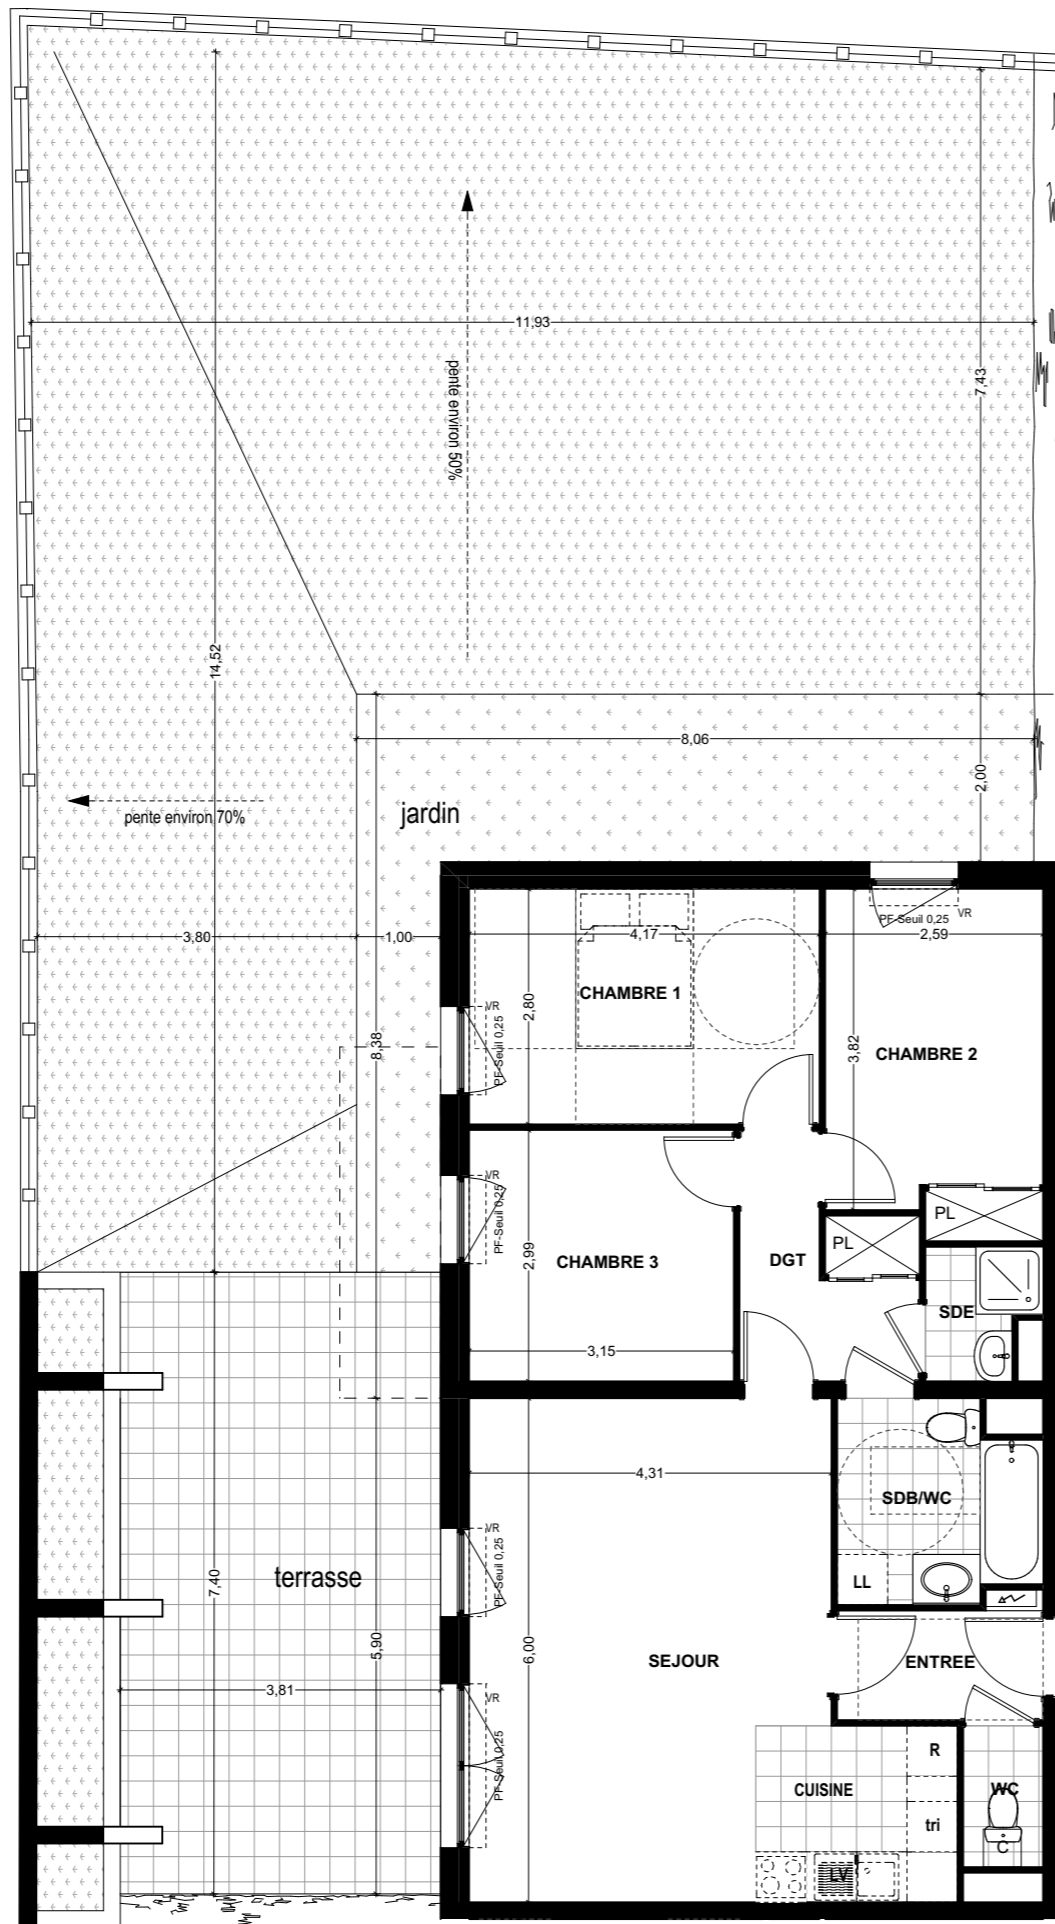 11,93
7,43
pente environ 50%
14,52
8,06
2,00
pente environ 70%
jardin
3,80
1,00
4,17
PF-Seuil 0,25
VR
2,59
CHAMBRE 1
2,80
VR
PF-Seuil 0,25
8,38
3,82
CHAMBRE 2
VR
PF-Seuil 0,25
PL
PL
2,99
CHAMBRE 3
DGT
SDE
3,15
4,31
SDB/WC
VR
PF-Seuil 0,25
LL
terrasse
7,40
5,90
6,00
SEJOUR
ENTREE
3,81
VR
PF-Seuil 0,25
R
CUISINE
WC
tri
C
LV